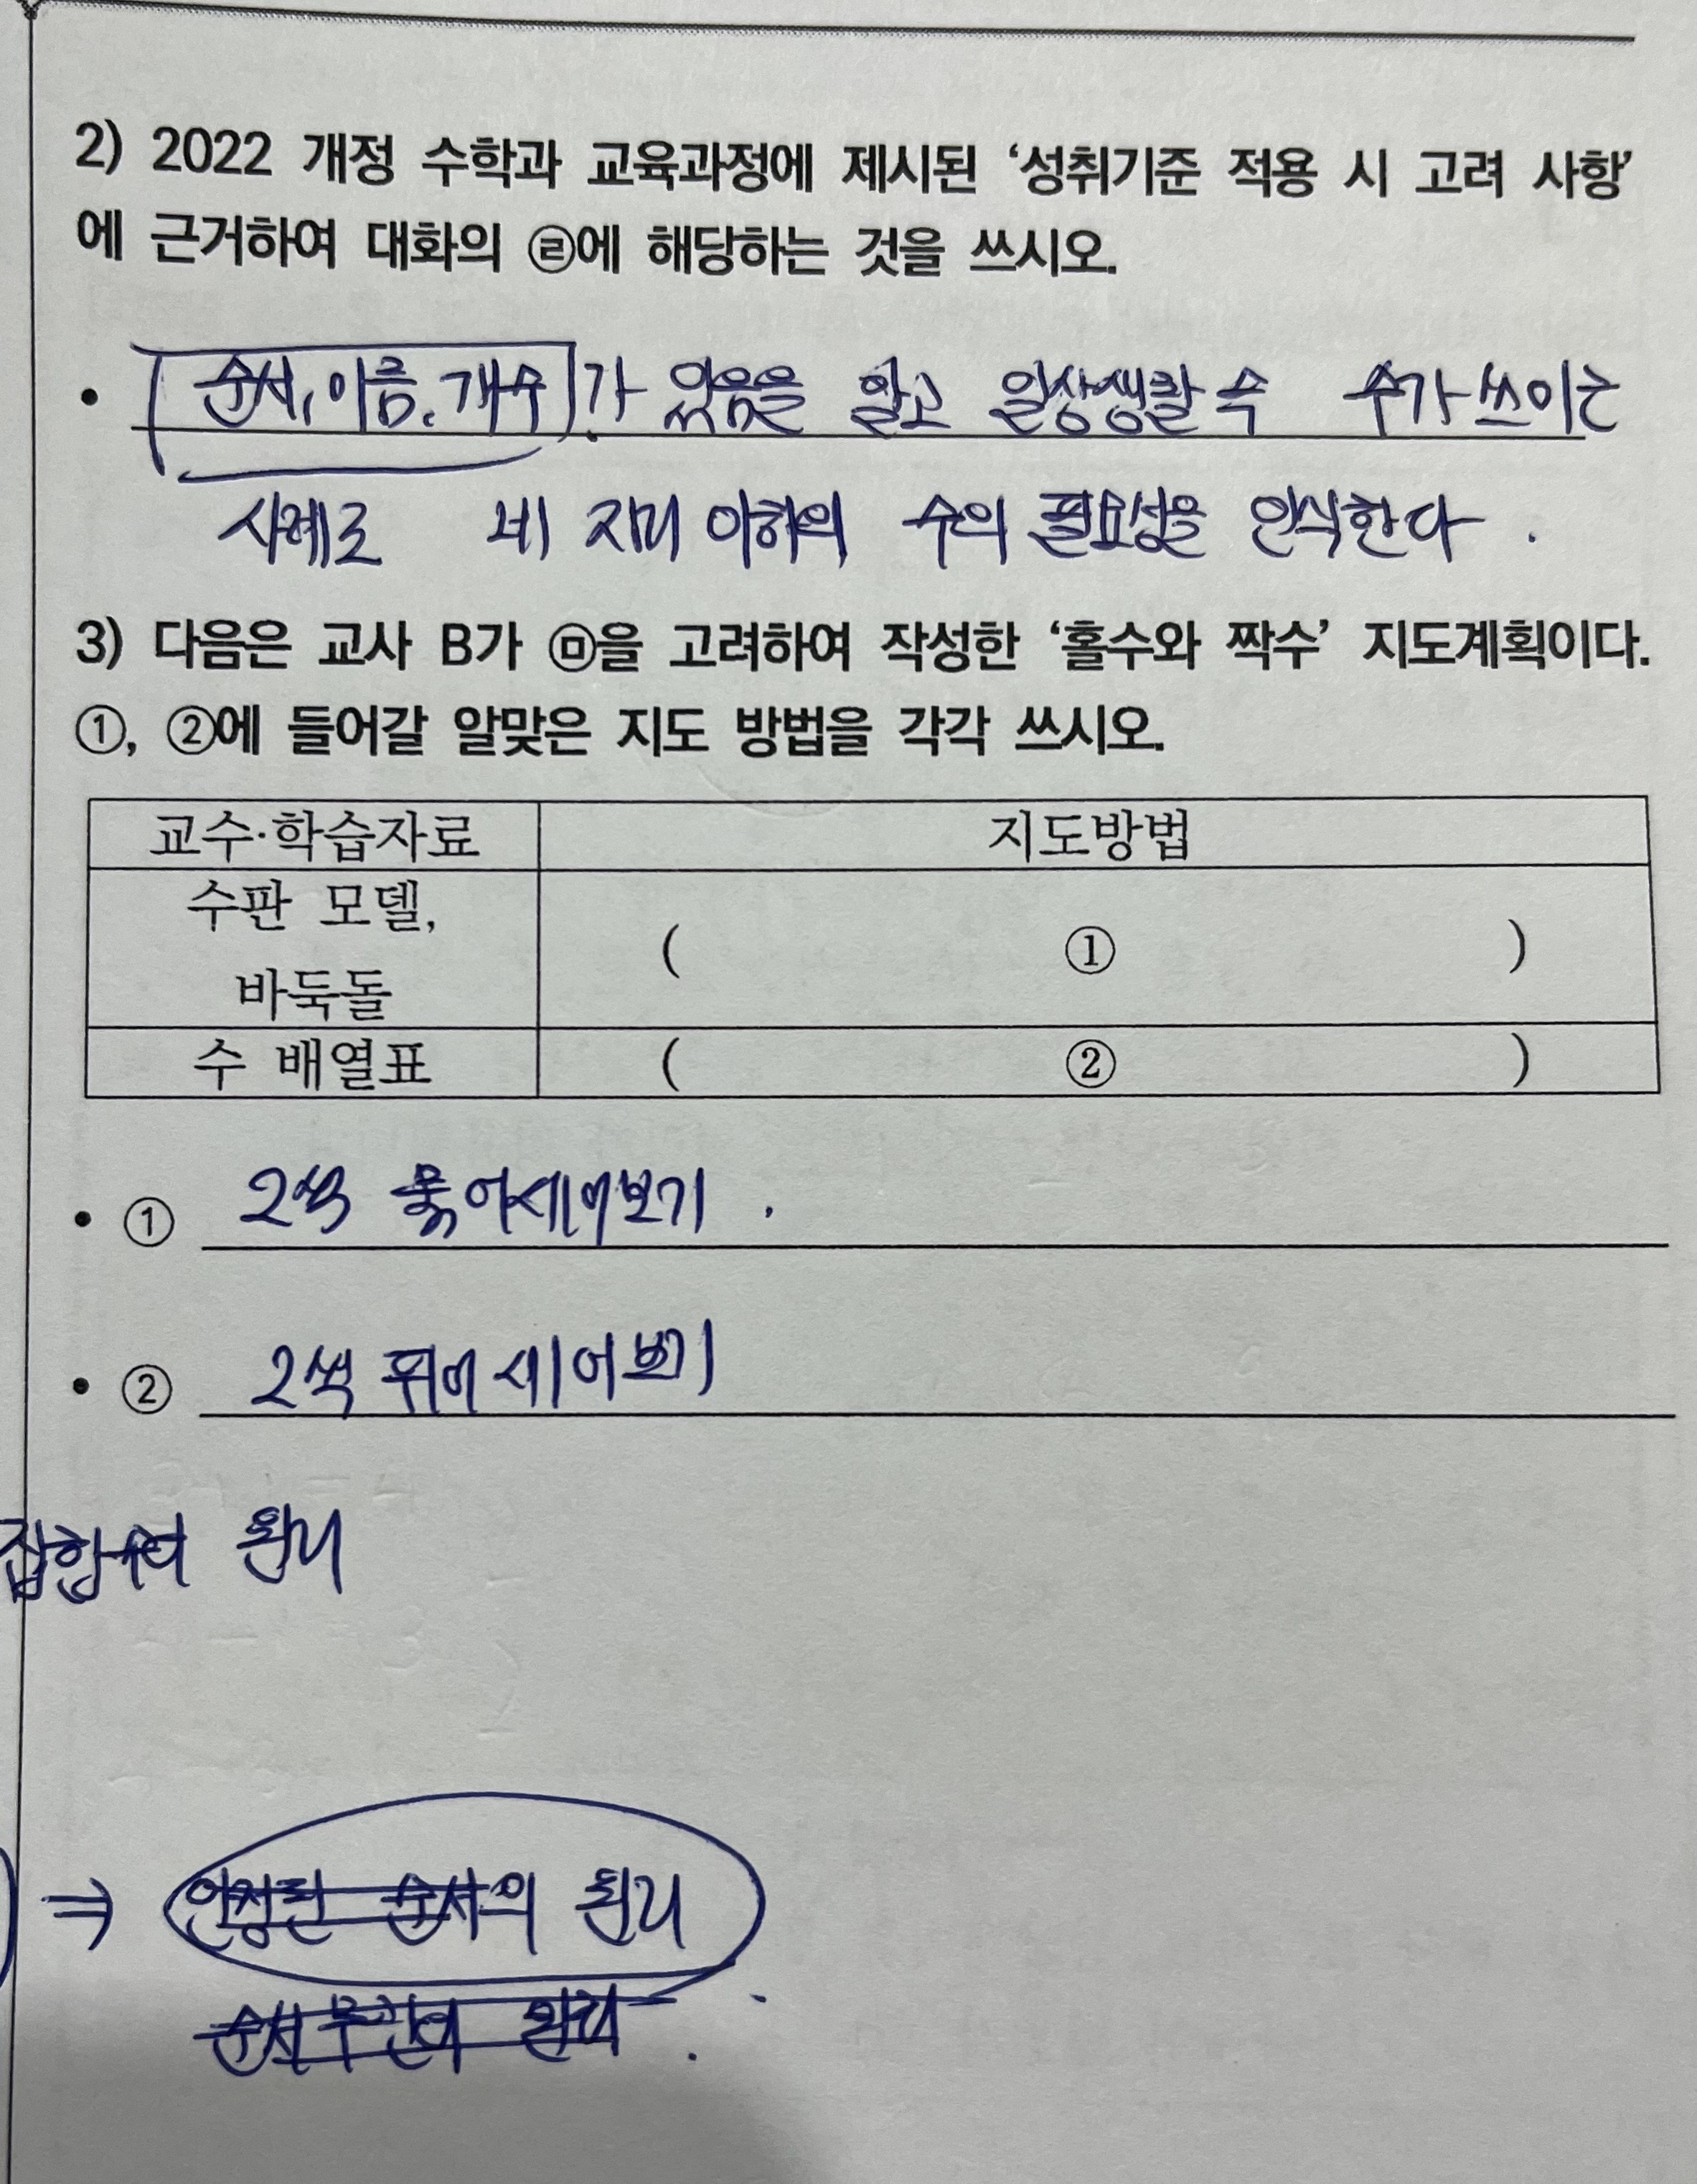 2) 2022 개정 수학과 교육과정에 제시된 ‘성취기준 적용 시 고려 사항’
에 근거하여 대화의 ㉣에 해당하는 것을 쓰시오.
• 순서, 이름, 개수가 있음을 알고 일상생활 수 수가 쓰이는
사례로 네 자리 이하의 수의 필요성을 인식한다.
3) 다음은 교사 B가 ㉤을 고려하여 작성한 ‘홀수와 짝수’ 지도계획이다.
①, ②에 들어갈 알맞은 지도 방법을 각각 쓰시오.
교수·학습자료 지도방법
수판 모델, 
바둑돌 ( ① )
수 배열표 ( ② )
• ① 2씩 묶어세어보기.
• ② 2씩 뛰어세어보기
원리
⇒ 안정된 순서의 원리
순서무관의 원리.